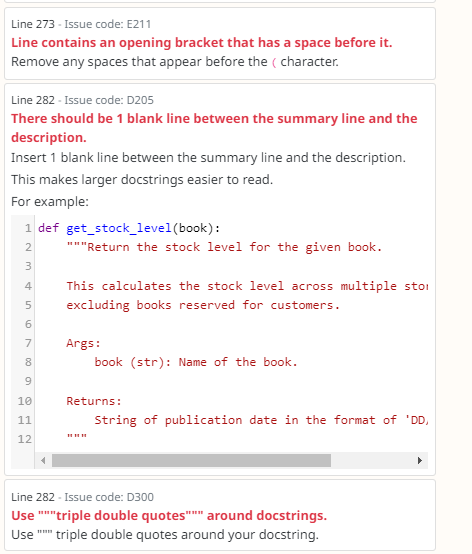 Line 273 - Issue code: E211
Line contains an opening bracket that has a space before it.
Remove any spaces that appear before the ( character.
Line 282 - Issue code: D205
There should be 1 blank line between the summary line and the
description.
Insert 1 blank line between the summary line and the description.
This makes larger docstrings easier to read.
For example:
1 def get_stock_level(book):
2 """Return the stock level for the given book.
3
4 This calculates the stock level across multiple stor
5 excluding books reserved for customers.
6
7 Args:
8 book (str): Name of the book.
9
10 Returns:
11 String of publication date in the format of 'DD,
12 """
Line 282 - Issue code: D300
Use """triple double quotes""" around docstrings.
Use """ triple double quotes around your docstring.